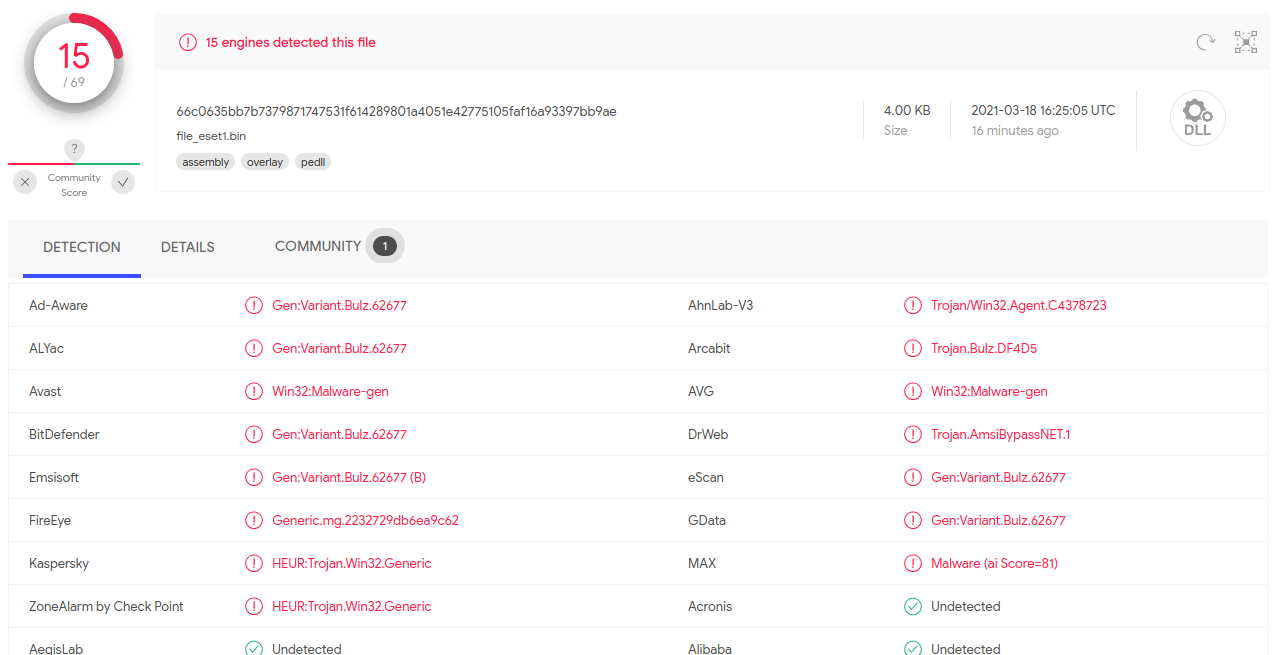 15
/ 69
?
Community
Score
15 engines detected this file
66c0635bb7b7379871747531f614289801a4051e42775105faf16a93397bb9ae
file_eset1.bin
assembly overlay pedll
4.00 KB
Size
2021-03-18 16:25:05 UTC
16 minutes ago
DLL
DETECTION DETAILS COMMUNITY 1
Ad-Aware Gen:Variant.Bulz.62677 AhnLab-V3 Trojan/Win32.Agent.C4378723
ALYac Gen:Variant.Bulz.62677 Arcabit Trojan.Bulz.DF4D5
Avast Win32:Malware-gen AVG Win32:Malware-gen
BitDefender Gen:Variant.Bulz.62677 DrWeb Trojan.AmsiBypassNET.1
Emsisoft Gen:Variant.Bulz.62677 (B) eScan Gen:Variant.Bulz.62677
FireEye Generic.mg.2232729db6ea9c62 GData Gen:Variant.Bulz.62677
Kaspersky HEUR:Trojan.Win32.Generic MAX Malware (ai Score=81)
ZoneAlarm by Check Point HEUR:Trojan.Win32.Generic Acronis Undetected
AegisLab Undetected Alibaba Undetected